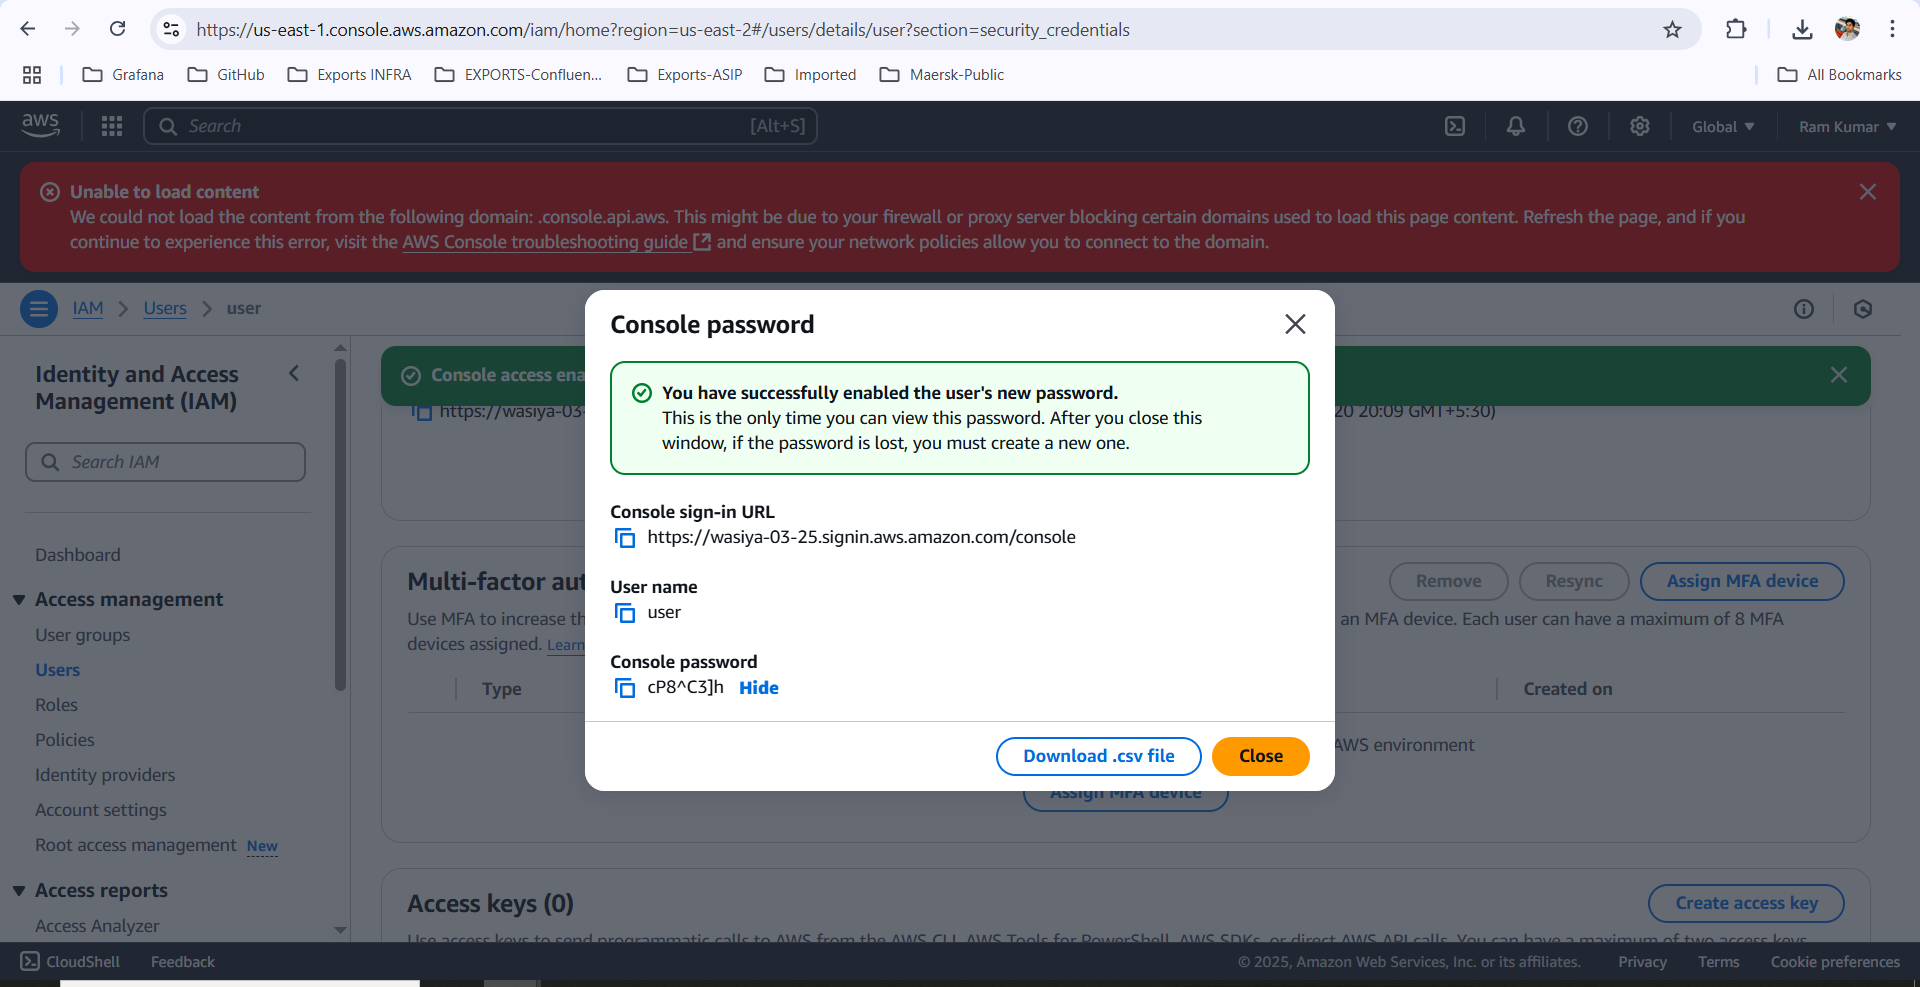 https://us-east-1.console.aws.amazon.com/iam/home?region=us-east-2#/users/details/user?section=security_credentials
Grafana
GitHub
Exports INFRA
EXPORTS-Confluen...
Exports-ASIP
Imported
Maersk-Public
All Bookmarks
aws
Search
[Alt+S]
Global
Ram Kumar
Unable to load content
We could not load the content from the following domain: .console.api.aws. This might be due to your firewall or proxy server blocking certain domains used to load this page content. Refresh the page, and if you
continue to experience this error, visit the AWS Console troubleshooting guide and ensure your network policies allow you to connect to the domain.
IAM
Users
user
Identity and Access
Management (IAM)
Search IAM
Dashboard
Access management
User groups
Users
Roles
Policies
Identity providers
Account settings
Root access management New
Access reports
Access Analyzer
Console access ena
https://wasiya-03-
20 20:09 GMT+5:30)
Console password
You have successfully enabled the user's new password.
This is the only time you can view this password. After you close this
window, if the password is lost, you must create a new one.
Console sign-in URL
https://wasiya-03-25.signin.aws.amazon.com/console
User name
user
Console password
cP8^C3]h Hide
Download .csv file
Close
Multi-factor aut
Remove
Resync
Assign MFA device
Use MFA to increase th
an MFA device. Each user can have a maximum of 8 MFA
devices assigned. Learn
Type
Created on
AWS environment
Assign MFA device
Access keys (0)
Create access key
Use access keys to send programmatic calls to AWS from the AWS CLI, AWS Tools for PowerShell, AWS SDKs, or direct AWS API calls. You can have a maximum of two access keys
CloudShell
Feedback
© 2025, Amazon Web Services, Inc. or its affiliates.
Privacy
Terms
Cookie preferences